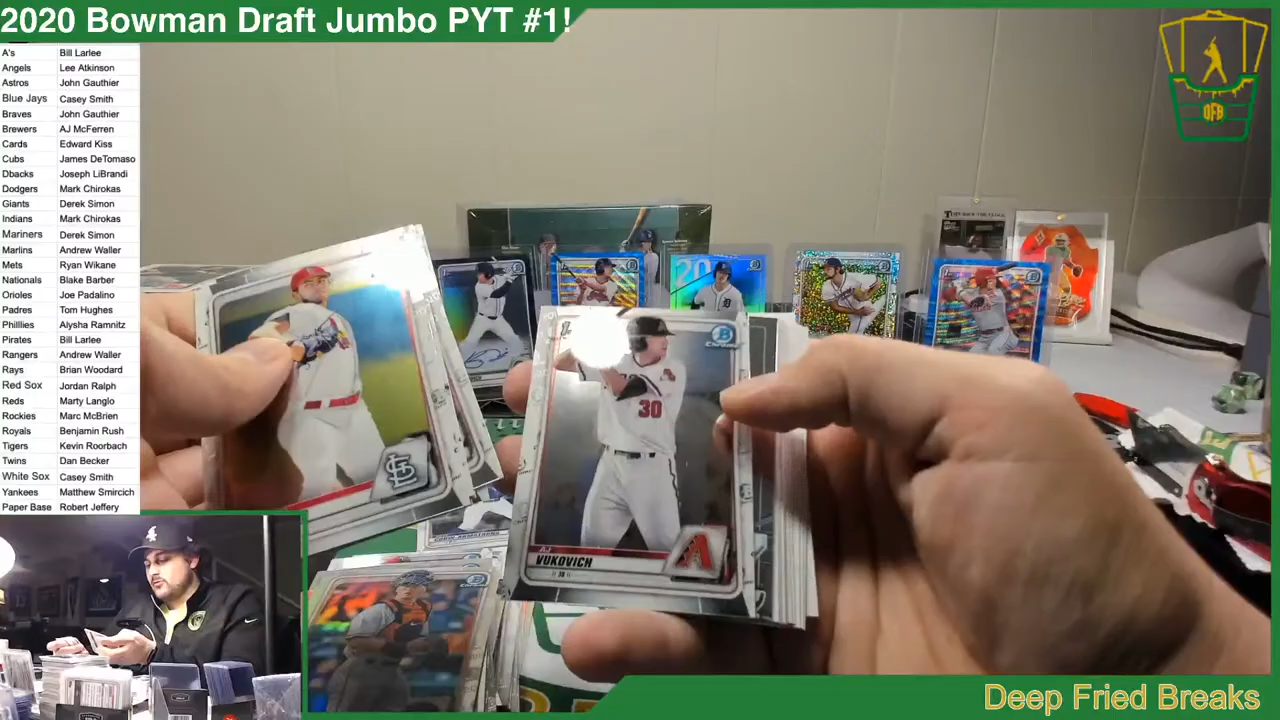 2020 Bowman Draft Jumbo PYT #1!
A's Bill Larlee
Angels Lee Atkinson
Astros John Gauthier
Blue Jays Casey Smith
Braves John Gauthier
Brewers AJ McFerren
Cards Edward Kiss
Cubs James DeTomaso
Dbacks Joseph LiBrandi
Dodgers Mark Chirokas
Giants Derek Simon
Indians Mark Chirokas
Mariners Derek Simon
Marlins Andrew Waller
Mets Ryan Wikane
Nationals Blake Barber
Orioles Joe Padalino
Padres Tom Hughes
Phillies Alysha Ramnitz
Pirates Bill Larlee
Rangers Andrew Waller
Rays Brian Woodard
Red Sox Jordan Ralph
Reds Marty Langlo
Rockies Marc McBrien
Royals Benjamin Rush
Tigers Kevin Roorbach
Twins Dan Becker
White Sox Casey Smith
Yankees Matthew Smircich
Paper Base Robert Jeffery
DFB
Chrome
30
AJ
VUKOVICH
Deep Fried Breaks